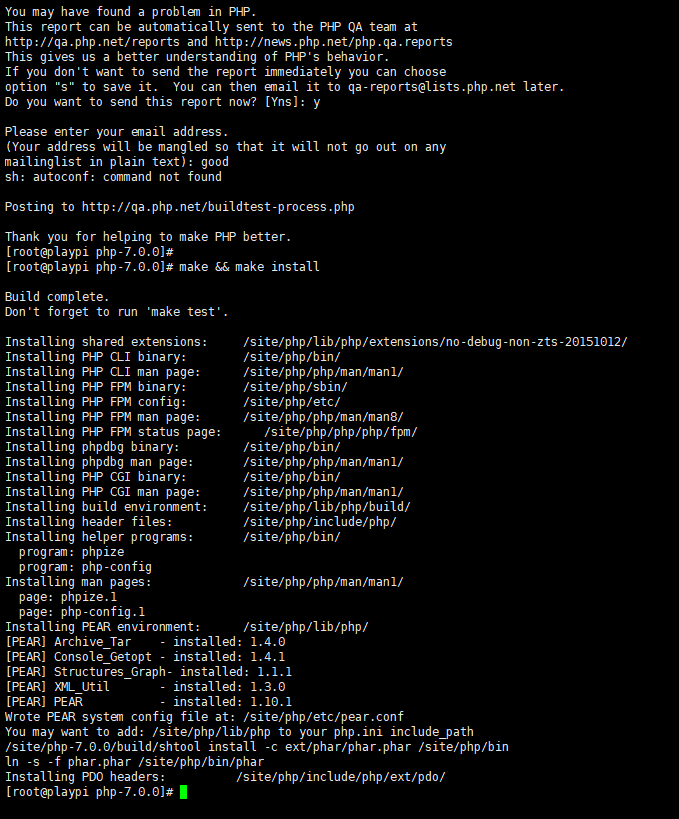 You may have found a problem in PHP.
This report can be automatically sent to the PHP QA team at
http://qa.php.net/reports and http://news.php.net/php.qa.reports
This gives us a better understanding of PHP's behavior.
If you don't want to send the report immediately you can choose
option "s" to save it.  You can then email it to qa-reports@lists.php.net later.
Do you want to send this report now? [Yns]: y

Please enter your email address.
(Your address will be mangled so that it will not go out on any
mailinglist in plain text): good
sh: autoconf: command not found

Posting to http://qa.php.net/buildtest-process.php

Thank you for helping to make PHP better.
[root@playpi php-7.0.0]#
[root@playpi php-7.0.0]# make && make install

Build complete.
Don't forget to run 'make test'.

Installing shared extensions:     /site/php/lib/php/extensions/no-debug-non-zts-20151012/
Installing PHP CLI binary:        /site/php/bin/
Installing PHP CLI man page:      /site/php/php/man/man1/
Installing PHP FPM binary:        /site/php/sbin/
Installing PHP FPM config:        /site/php/etc/
Installing PHP FPM man page:      /site/php/php/man/man8/
Installing PHP FPM status page:      /site/php/php/php/fpm/
Installing phpdbg binary:         /site/php/bin/
Installing phpdbg man page:       /site/php/php/man/man1/
Installing PHP CGI binary:        /site/php/bin/
Installing PHP CGI man page:      /site/php/php/man/man1/
Installing build environment:     /site/php/lib/php/build/
Installing header files:          /site/php/include/php/
Installing helper programs:       /site/php/bin/
  program: phpize
  program: php-config
Installing man pages:             /site/php/php/man/man1/
  page: phpize.1
  page: php-config.1
Installing PEAR environment:      /site/php/lib/php/
[PEAR] Archive_Tar    - installed: 1.4.0
[PEAR] Console_Getopt - installed: 1.4.1
[PEAR] Structures_Graph- installed: 1.1.1
[PEAR] XML_Util       - installed: 1.3.0
[PEAR] PEAR           - installed: 1.10.1
Wrote PEAR system config file at: /site/php/etc/pear.conf
You may want to add: /site/php/lib/php to your php.ini include_path
/site/php-7.0.0/build/shtool install -c ext/phar/phar.phar /site/php/bin
ln -s -f phar.phar /site/php/bin/phar
Installing PDO headers:          /site/php/include/php/ext/pdo/
[root@playpi php-7.0.0]#